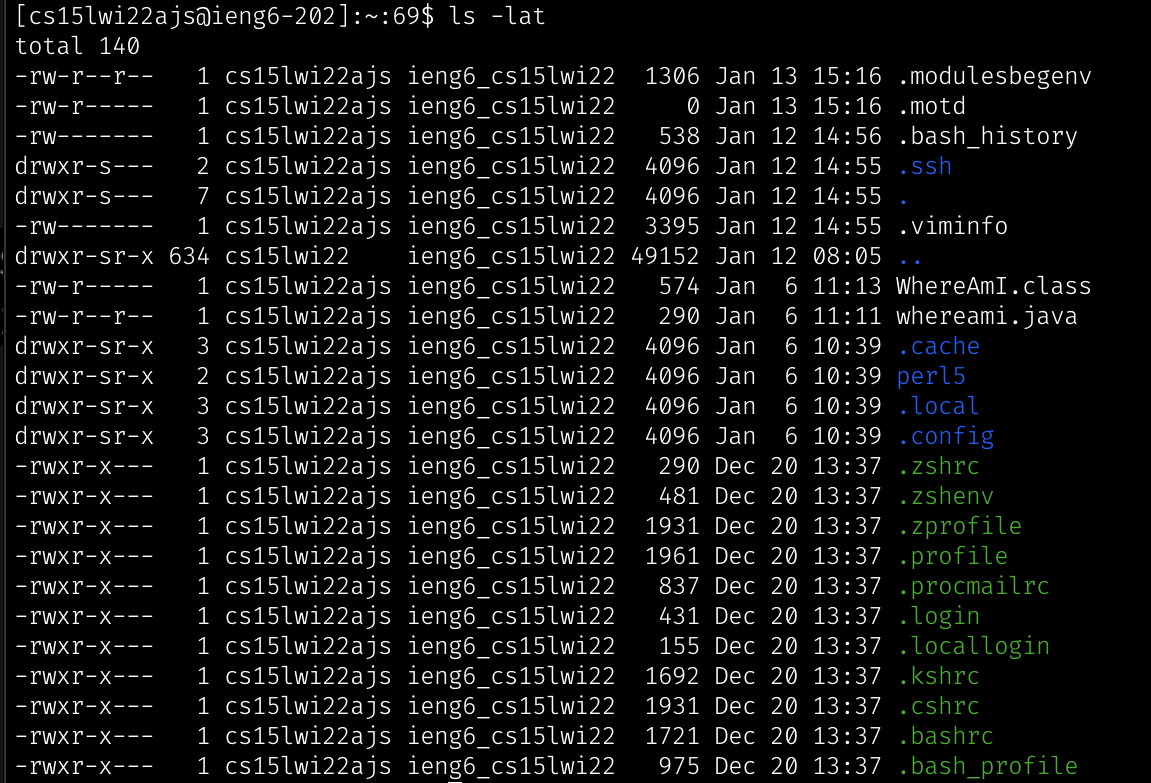 [cs15lwi22ajs@ieng6-202]:~:69$ ls -lat
total 140
-rw-r--r--   1 cs15lwi22ajs ieng6_cs15lwi22  1306 Jan 13 15:16 .modulesbegenv
-rw-r-----   1 cs15lwi22ajs ieng6_cs15lwi22     0 Jan 13 15:16 .motd
-rw-------   1 cs15lwi22ajs ieng6_cs15lwi22   538 Jan 12 14:56 .bash_history
drwxr-s---   2 cs15lwi22ajs ieng6_cs15lwi22  4096 Jan 12 14:55 .ssh
drwxr-s---   7 cs15lwi22ajs ieng6_cs15lwi22  4096 Jan 12 14:55 .
-rw-------   1 cs15lwi22ajs ieng6_cs15lwi22  3395 Jan 12 14:55 .viminfo
drwxr-sr-x 634 cs15lwi22    ieng6_cs15lwi22 49152 Jan 12 08:05 ..
-rw-r-----   1 cs15lwi22ajs ieng6_cs15lwi22   574 Jan  6 11:13 WhereAmI.class
-rw-r--r--   1 cs15lwi22ajs ieng6_cs15lwi22   290 Jan  6 11:11 whereami.java
drwxr-sr-x   3 cs15lwi22ajs ieng6_cs15lwi22  4096 Jan  6 10:39 .cache
drwxr-sr-x   2 cs15lwi22ajs ieng6_cs15lwi22  4096 Jan  6 10:39 perl5
drwxr-sr-x   3 cs15lwi22ajs ieng6_cs15lwi22  4096 Jan  6 10:39 .local
drwxr-sr-x   3 cs15lwi22ajs ieng6_cs15lwi22  4096 Jan  6 10:39 .config
-rwxr-x---   1 cs15lwi22ajs ieng6_cs15lwi22   290 Dec 20 13:37 .zshrc
-rwxr-x---   1 cs15lwi22ajs ieng6_cs15lwi22   481 Dec 20 13:37 .zshenv
-rwxr-x---   1 cs15lwi22ajs ieng6_cs15lwi22  1931 Dec 20 13:37 .zprofile
-rwxr-x---   1 cs15lwi22ajs ieng6_cs15lwi22  1961 Dec 20 13:37 .profile
-rwxr-x---   1 cs15lwi22ajs ieng6_cs15lwi22   837 Dec 20 13:37 .procmailrc
-rwxr-x---   1 cs15lwi22ajs ieng6_cs15lwi22   431 Dec 20 13:37 .login
-rwxr-x---   1 cs15lwi22ajs ieng6_cs15lwi22   155 Dec 20 13:37 .locallogin
-rwxr-x---   1 cs15lwi22ajs ieng6_cs15lwi22  1692 Dec 20 13:37 .kshrc
-rwxr-x---   1 cs15lwi22ajs ieng6_cs15lwi22  1931 Dec 20 13:37 .cshrc
-rwxr-x---   1 cs15lwi22ajs ieng6_cs15lwi22  1721 Dec 20 13:37 .bashrc
-rwxr-x---   1 cs15lwi22ajs ieng6_cs15lwi22   975 Dec 20 13:37 .bash_profile